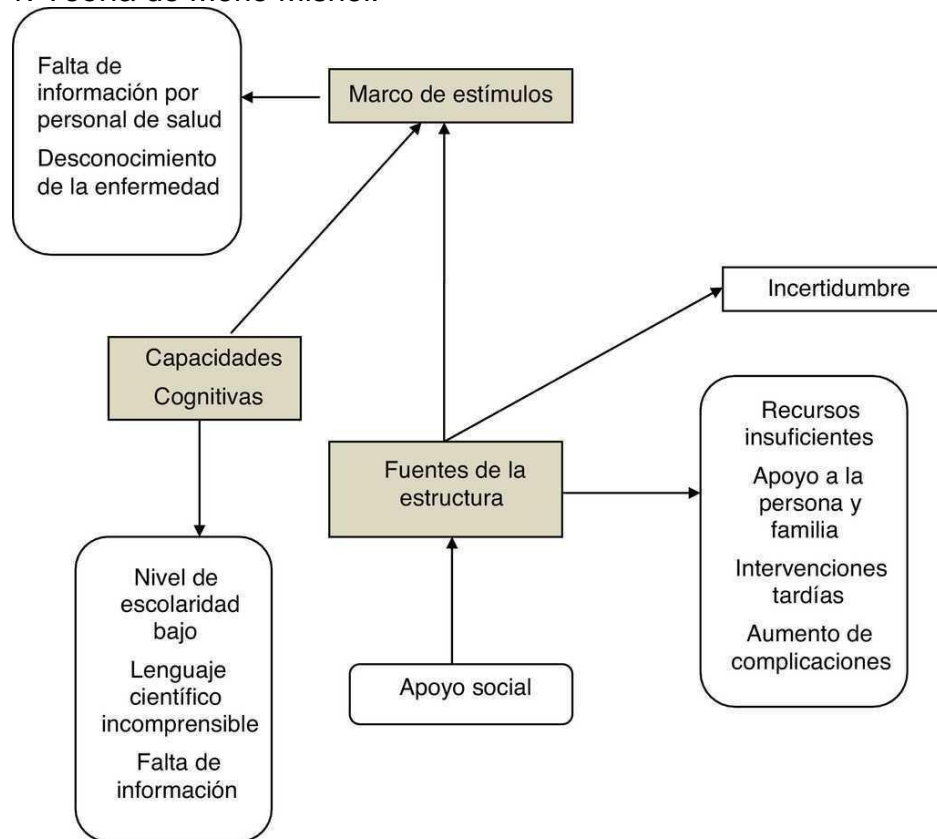 Falta de
información por
personal de salud
Desconocimiento
de la enfermedad
Marco de estímulos
Incertidumbre
Capacidades
Cognitivas
Fuentes de la
estructura
Recursos
insuficientes
Apoyo a la
persona y
familia
Intervenciones
tardías
Aumento de
complicaciones
Nivel de
escolaridad
bajo
Lenguaje
científico
incomprensible
Falta de
información
Apoyo social